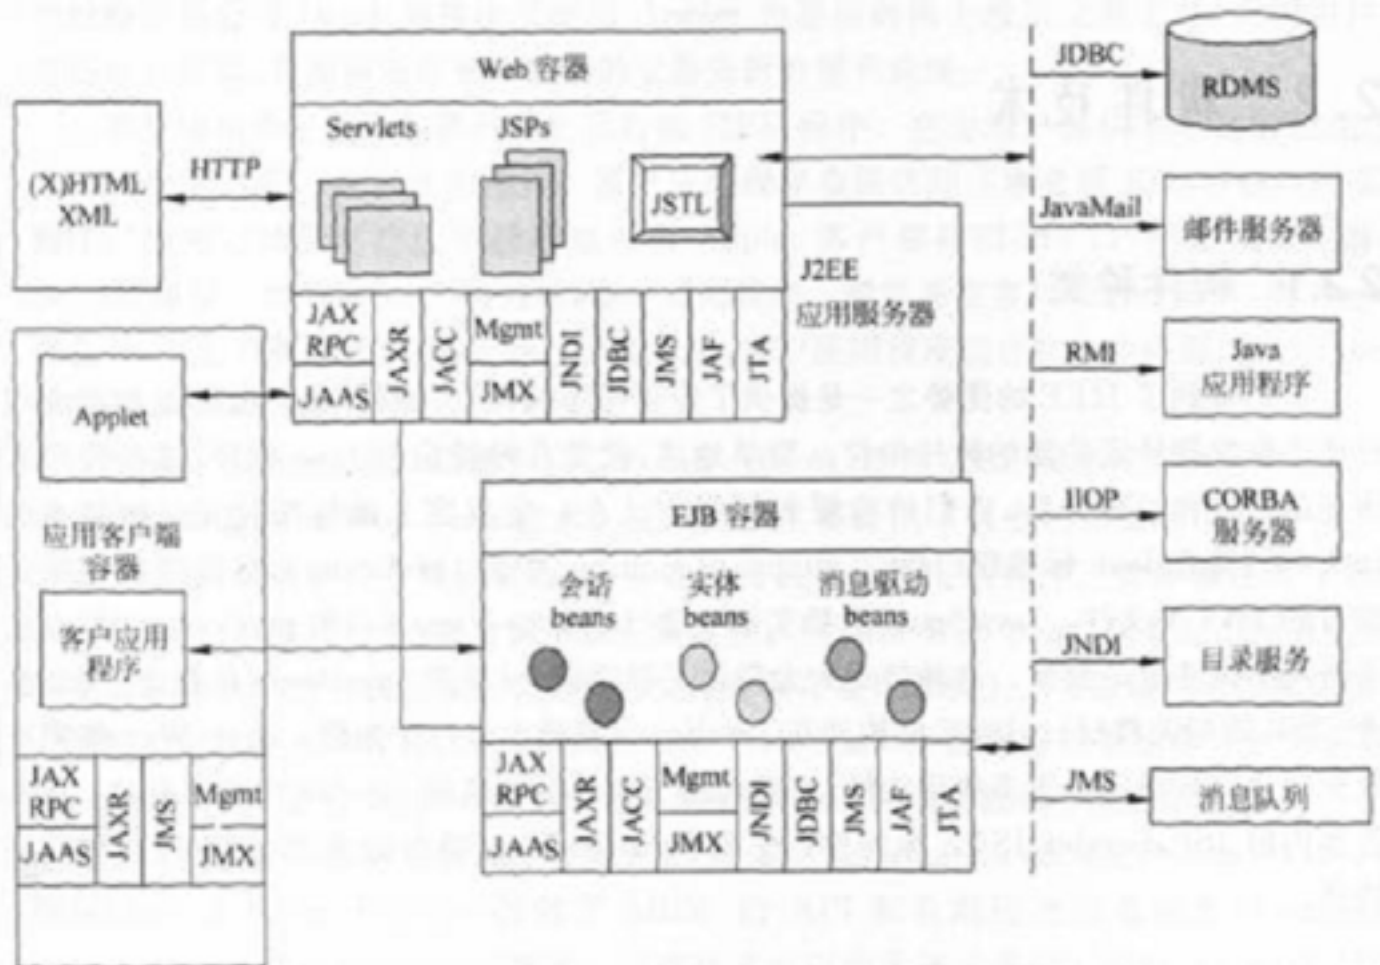 Web 容器
Servlets
JSPs
JSTL
(X)HTML
XML
HTTP
J2EE
应用服务器
JAX
RPC
JAAS
JAXR
JACC
Mgmt
JMX
JNDI
JDBC
JMS
JAF
JTA
Applet
应用客户端
容器
客户应用
程序
JAX
RPC
JAAS
JAXR
JMS
Mgmt
JMX
EJB 容器
会话
beans
实体
beans
消息驱动
beans
JAX
RPC
JAAS
JAXR
JACC
Mgmt
JMX
JNDI
JDBC
JMS
JAF
JTA
JDBC
RDMS
JavaMail
邮件服务器
RMI
Java
应用程序
IIOP
CORBA
服务器
JNDI
目录服务
JMS
消息队列